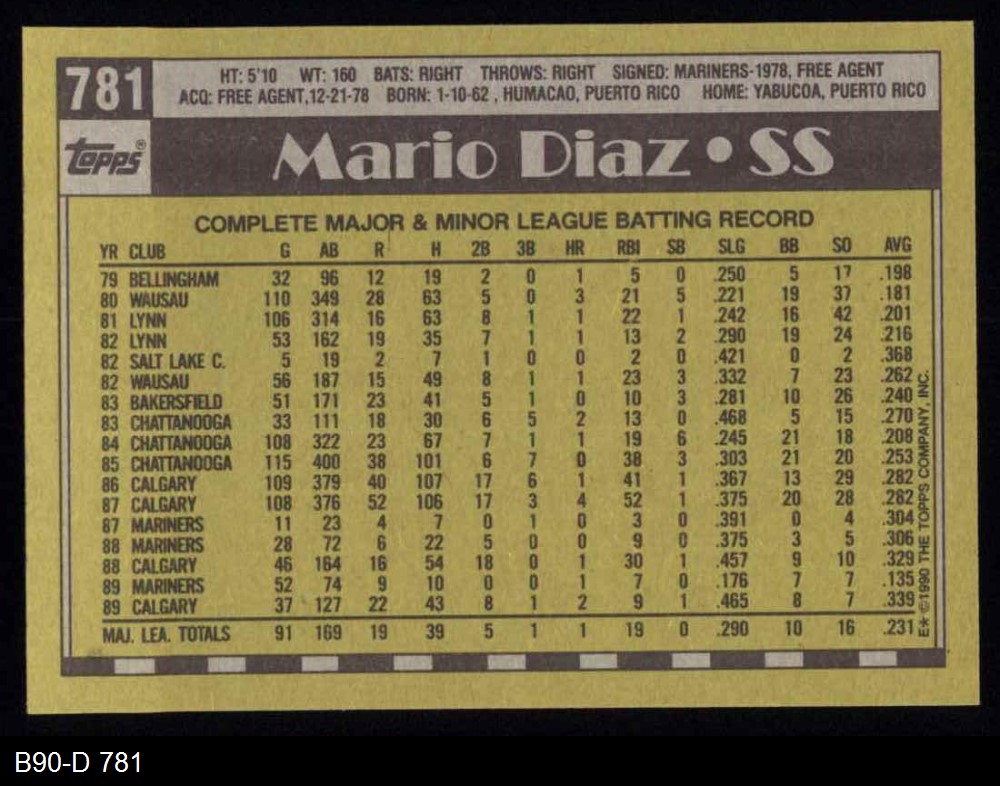 781
HT: 5'10 WT: 160 BATS: RIGHT THROWS: RIGHT SIGNED: MARINERS-1978, FREE AGENT
ACQ: FREE AGENT,12-21-78 BORN: 1-10-62 , HUMACAO, PUERTO RICO HOME: YABUCOA, PUERTO RICO
topps®
Mario Diaz • SS
COMPLETE MAJOR & MINOR LEAGUE BATTING RECORD
YR CLUB G AB R H 2B 3B HR RBI SB SLG BB SO AVG
79 BELLINGHAM 32 96 12 19 2 0 1 5 0 .250 5 17 .198
80 WAUSAU 110 349 28 63 5 0 3 21 5 .221 19 37 .181
81 LYNN 106 314 16 63 8 1 1 22 1 .242 16 42 .201
82 LYNN 53 162 19 35 7 1 1 13 2 .290 19 24 .216
82 SALT LAKE C. 5 19 2 7 1 0 0 2 0 .421 0 2 .368
82 WAUSAU 56 187 15 49 8 1 1 23 3 .332 7 23 .262
83 BAKERSFIELD 51 171 23 41 5 1 0 10 3 .281 10 26 .240
83 CHATTANOOGA 33 111 18 30 6 5 2 13 0 .468 5 15 .270
84 CHATTANOOGA 108 322 23 67 7 1 1 19 6 .245 21 18 .208
85 CHATTANOOGA 115 400 38 101 6 7 0 38 3 .303 21 20 .253
86 CALGARY 109 379 40 107 17 6 1 41 1 .367 13 29 .282
87 CALGARY 108 376 52 106 17 3 4 52 1 .375 20 28 .282
87 MARINERS 11 23 4 7 0 1 0 3 0 .391 0 4 .304
88 MARINERS 28 72 6 22 5 0 0 9 0 .375 3 5 .306
88 CALGARY 46 164 16 54 18 0 1 30 1 .457 9 10 .329
89 MARINERS 52 74 9 10 0 0 1 7 0 .176 7 7 .135
89 CALGARY 37 127 22 43 8 1 2 9 1 .465 8 7 .339
MAJ. LEA. TOTALS 91 169 19 39 5 1 1 19 0 .290 10 16 .231
E* ©1990 THE TOPPS COMPANY, INC.
B90-D 781